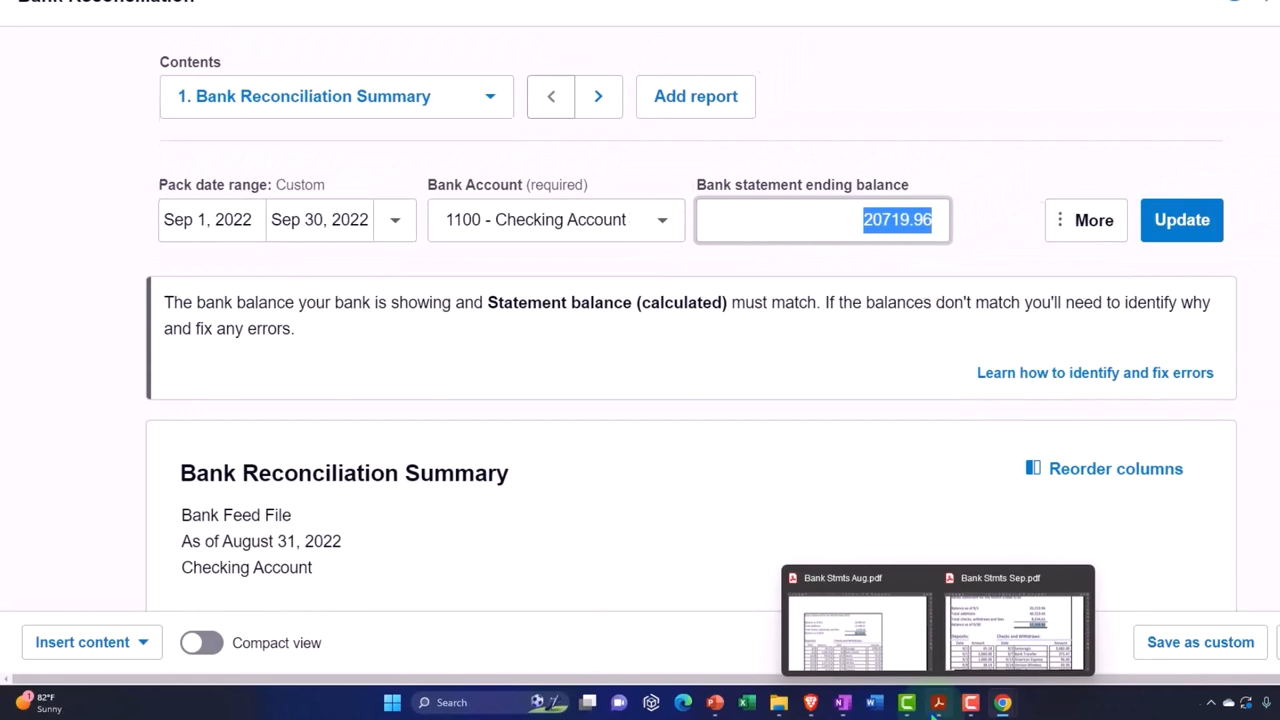 Bank Reconciliation
Contents
1. Bank Reconciliation Summary
Add report
Pack date range: Custom
Bank Account (required)
Bank statement ending balance
Sep 1, 2022
Sep 30, 2022
1100 - Checking Account
20719.96
More
Update
The bank balance your bank is showing and Statement balance (calculated) must match. If the balances don't match you'll need to identify why
and fix any errors.
Learn how to identify and fix errors
Bank Reconciliation Summary
Reorder columns
Bank Feed File
As of August 31, 2022
Checking Account
Bank Stmts Aug.pdf
Bank Stmts Sep.pdf
Insert content
Compact view
Save as custom
82°F
Sunny
Search